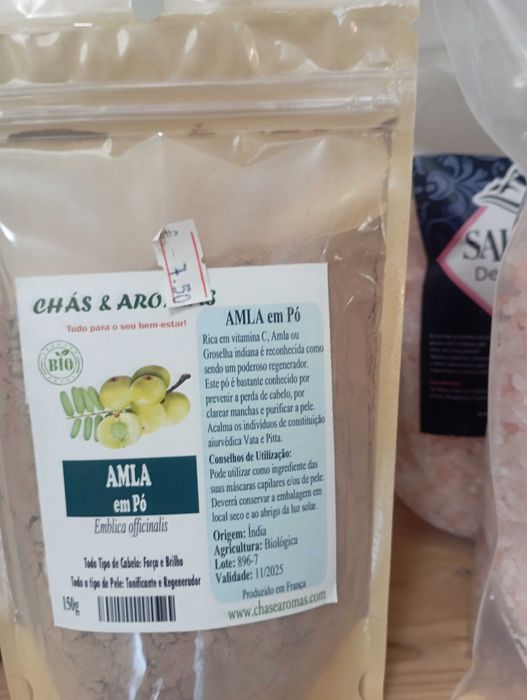 7.50
CHÁS & AROMAS
Tudo para o seu bem-estar!
BIO
AMLA
em Pó
Emblica officinalis
Todo Tipo de Cabelo: Força e Brilho
Todo o tipo de Pele: Tonificante e Regenerador
150g
AMLA em Pó
Rica em vitamina C, Amla ou
Groselha indiana é reconhecida como
sendo um poderoso regenerador.
Este pó é bastante conhecido por
prevenir a perda de cabelo, por
clarear manchas e purificar a pele.
Acalma os indivíduos de constituição
aiurvédica Vata e Pitta.
Conselhos de Utilização:
Pode utilizar como ingrediente das
suas máscaras capilares e/ou de pele.
Deverá conservar a embalagem em
local seco e ao abrigo da luz solar.
Origem: Índia
Agricultura: Biológica
Lote: 896-7
Validade: 11/2025
Produzido em França
www.chasearomas.com
SAL
De